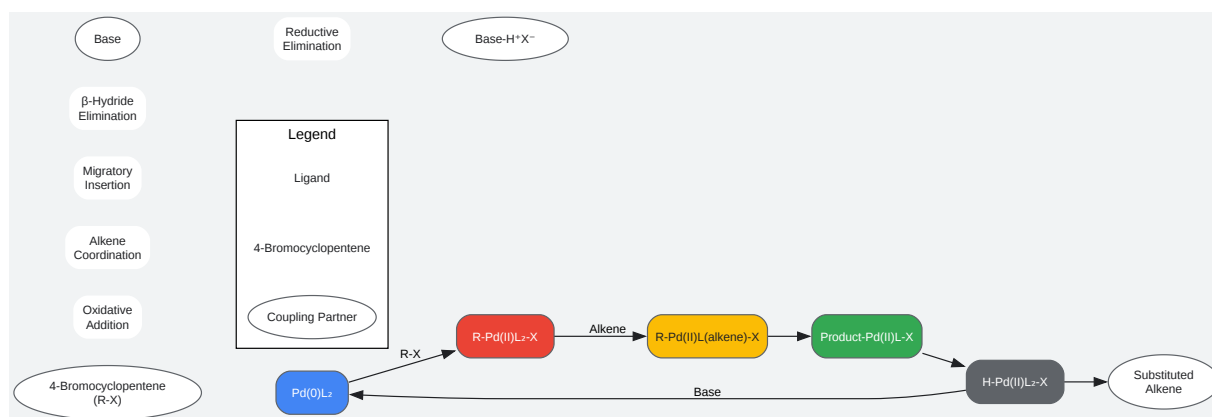 Base
Reductive
Elimination
Base-H⁺X⁻
β-Hydride
Elimination
Migratory
Insertion
Alkene
Coordination
Oxidative
Addition
4-Bromocyclopentene
(R-X)
Legend
Ligand
4-Bromocyclopentene
Coupling Partner
Pd(0)L₂
R-X
R-Pd(II)L₂-X
Alkene
R-Pd(II)L(alkene)-X
Product-Pd(II)L-X
H-Pd(II)L₂-X
Base
Substituted
Alkene